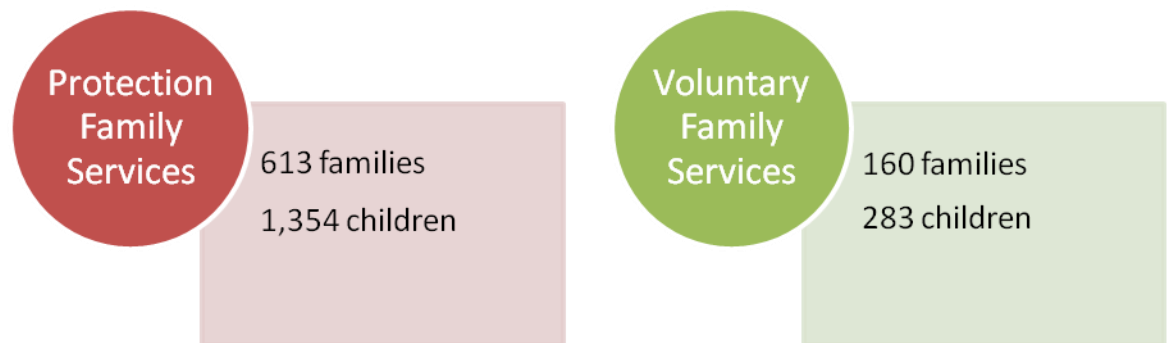 Protection
Family
Services
613 families
1,354 children
Voluntary
Family
Services
160 families
283 children